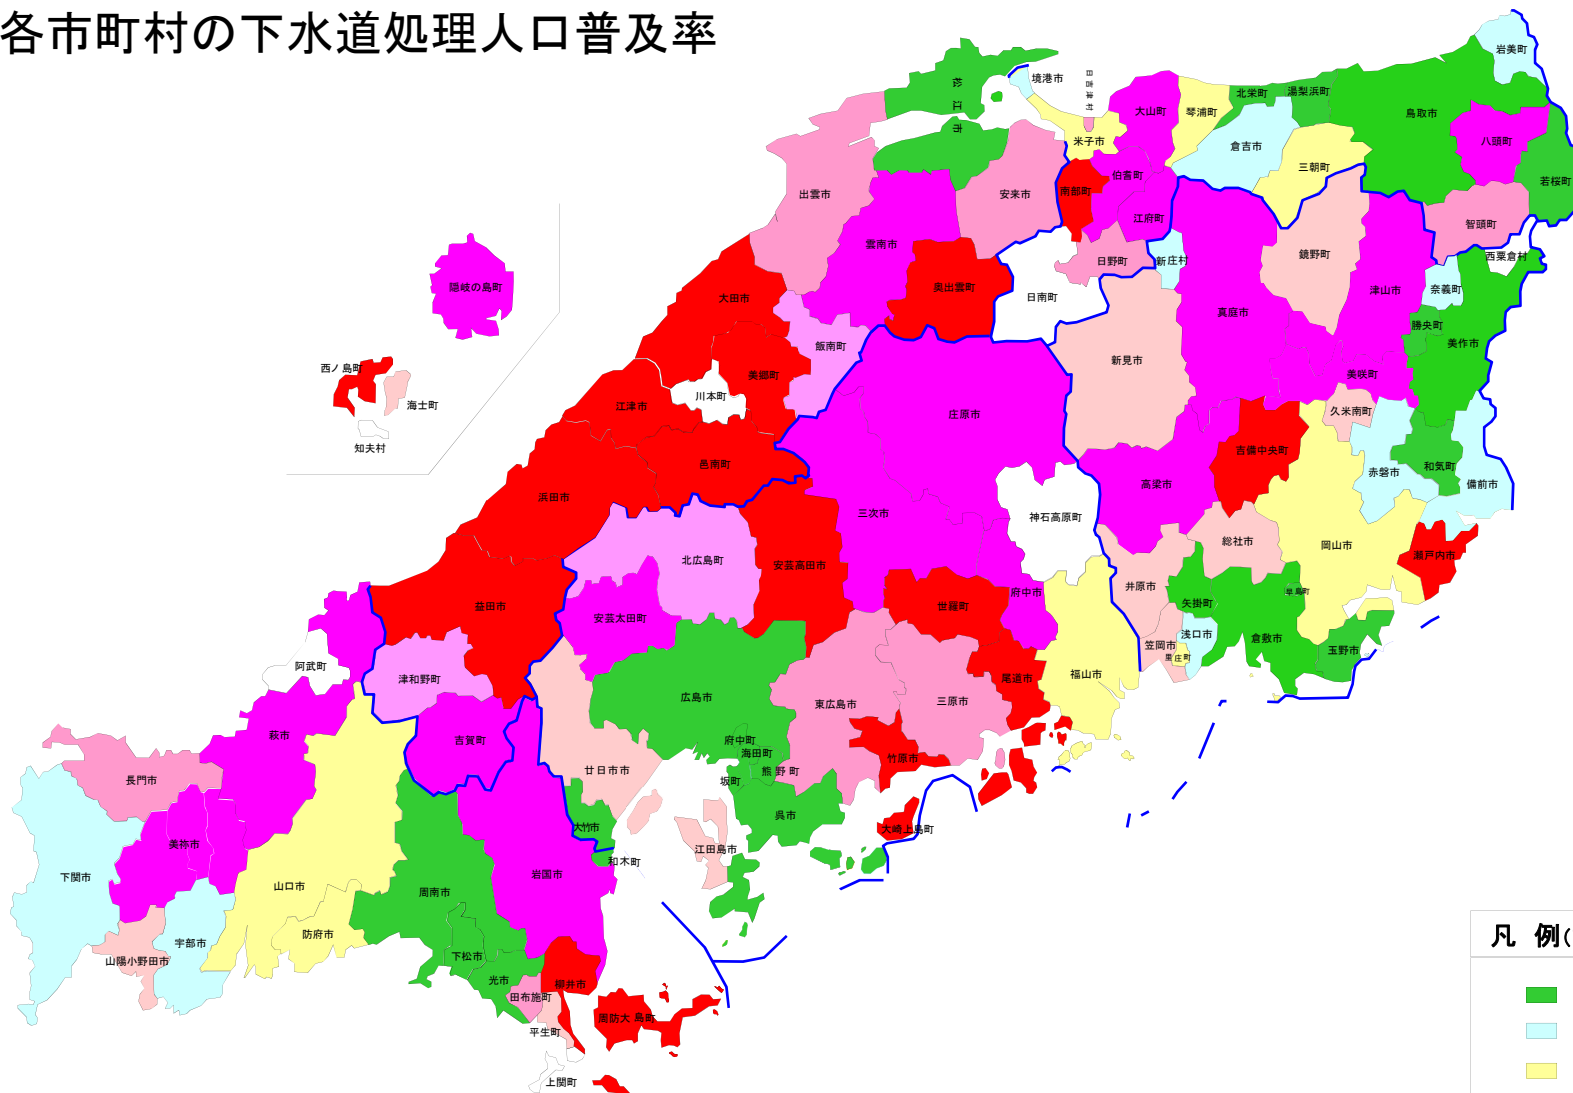 各市町村の下水道処理人口普及率
岩美町
境港市
日吉津村
松江市
北栄町
湯梨浜町
大山町
琴浦町
鳥取市
米子市
倉吉市
八頭町
三朝町
伯耆町
若桜町
南部町
出雲市
安来市
江府町
智頭町
雲南市
日野町
新庄村
鏡野町
西粟倉村
隠岐の島町
奥出雲町
日南町
津山市
奈義町
大田市
真庭市
勝央町
美作市
飯南町
新見市
西ノ島町
美郷町
美咲町
海士町
川本町
江津市
庄原市
久米南町
知夫村
邑南町
吉備中央町
和気町
赤磐市
備前市
浜田市
高梁市
三次市
神石高原町
総社市
岡山市
瀬戸内市
北広島町
安芸高田市
井原市
府中市
早島町
益田市
世羅町
矢掛町
安芸太田町
浅口市
倉敷市
笠岡市
里庄町
玉野市
阿武町
津和野町
福山市
尾道市
広島市
東広島市
三原市
萩市
吉賀町
府中町
海田町
竹原市
長門市
廿日市市
熊野町
坂町
呉市
大竹市
大崎上島町
美祢市
江田島市
和木町
下関市
岩国市
山口市
周南市
防府市
宇部市
下松市
山陽小野田市
光市
柳井市
田布施町
周防大島町
平生町
上関町
凡 例(